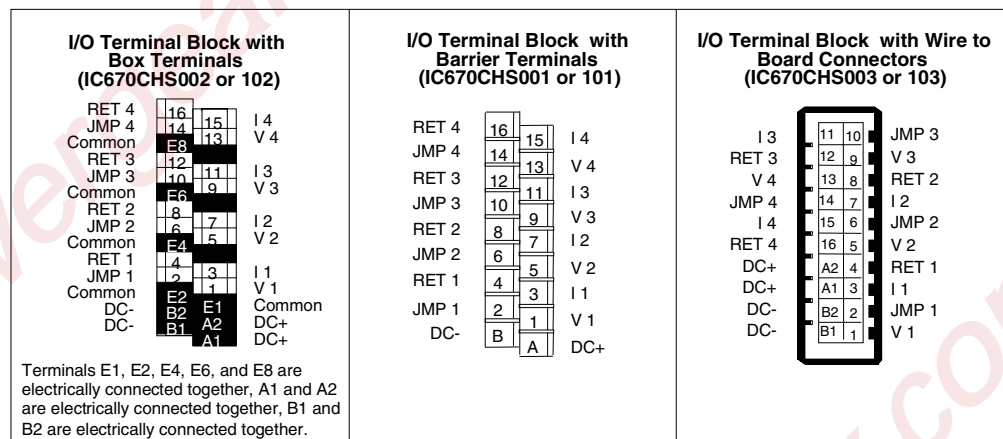 I/O Terminal Block with
Box Terminals
(IC670CHS002 or 102)
RET 4 16 15 I 4
JMP 4 14 13 V 4
Common E8
RET 3 12 11 I 3
JMP 3 10 9 V 3
Common E6
RET 2 8 7 I 2
JMP 2 6 5 V 2
Common E4
RET 1 4 3 I 1
JMP 1 2 1 V 1
Common E2 E1 Common
DC- B2 A2 DC+
DC- B1 A1 DC+
Terminals E1, E2, E4, E6, and E8 are
electrically connected together, A1 and A2
are electrically connected together, B1 and
B2 are electrically connected together.
I/O Terminal Block with
Barrier Terminals
(IC670CHS001 or 101)
RET 4 16 15 I 4
JMP 4 14 13 V 4
RET 3 12 11 I 3
JMP 3 10 9 V 3
RET 2 8 7 I 2
JMP 2 6 5 V 2
RET 1 4 3 I 1
JMP 1 2 1 V 1
DC- B A DC+
I/O Terminal Block with Wire to
Board Connectors
(IC670CHS003 or 103)
I 3 11 10 JMP 3
RET 3 12 9 V 3
V 4 13 8 RET 2
JMP 4 14 7 I 2
I 4 15 6 JMP 2
RET 4 16 5 V 2
DC+ A2 4 RET 1
DC+ A1 3 I 1
DC- B2 2 JMP 1
DC- B1 1 V 1